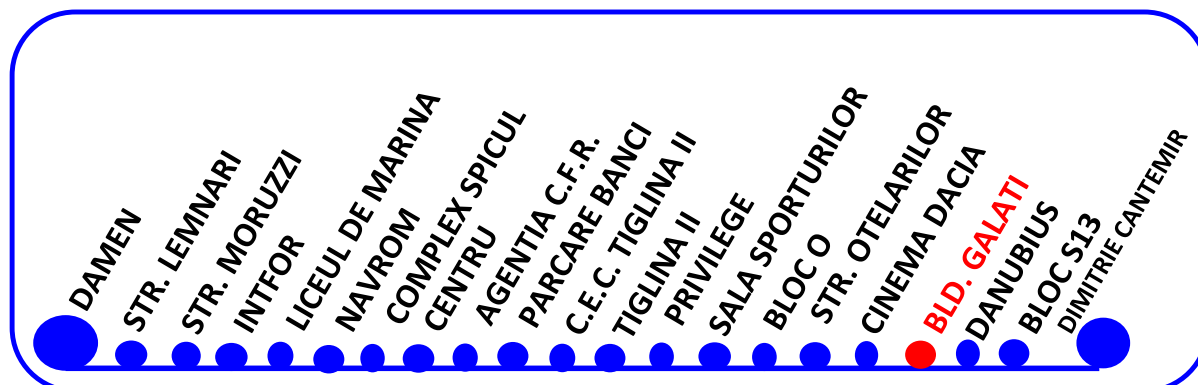 DAMEN
STR. LEMNARI
STR. MORUZZI
INTFOR
LICEUL DE MARINA
NAVROM
COMPLEX SPICUL
CENTRU
AGENTIA C.F.R.
PARCARE BANCI
C.E.C. TIGLINA II
TIGLINA II
PRIVILEGE
SALA SPORTURILOR
BLOC O
STR. OTELARILOR
CINEMA DACIA
BLD. GALATI
DANUBIUS
BLOC S13
DIMITRIE CANTEMIR